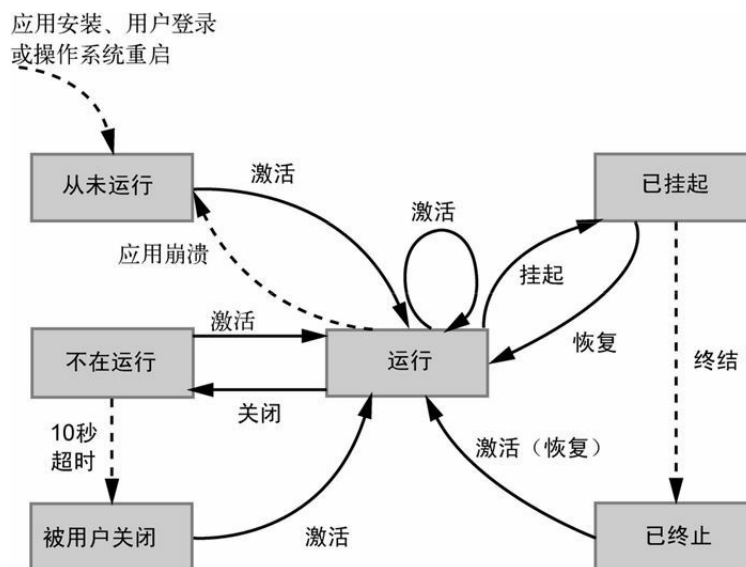 应用安装、用户登录
或操作系统重启
从未运行
激活
已挂起
激活
应用崩溃
挂起
激活
恢复
不在运行
运行
终结
关闭
10秒
超时
激活（恢复）
被用户关闭
激活
已终止